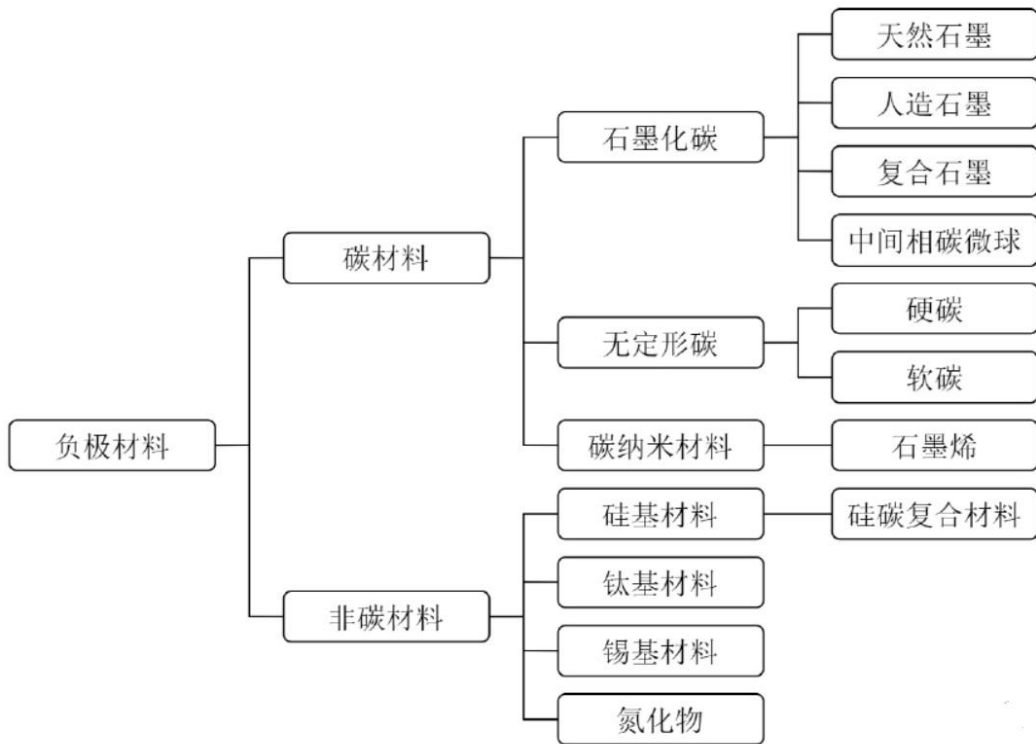 负极材料
碳材料
石墨化碳
天然石墨
人造石墨
复合石墨
中间相碳微球
无定形碳
硬碳
软碳
碳纳米材料
石墨烯
非碳材料
硅基材料
硅碳复合材料
钛基材料
锡基材料
氮化物